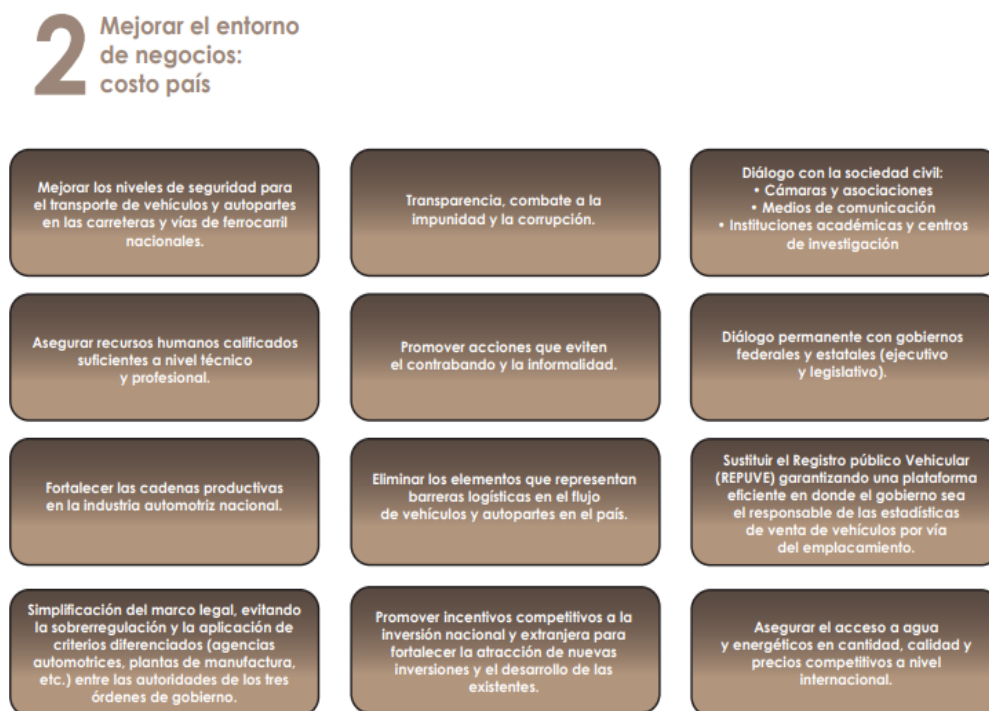 2
Mejorar el entorno
de negocios:
costo país
Mejorar los niveles de seguridad para
el transporte de vehículos y autopartes
en las carreteras y vías de ferrocarril
nacionales.
Transparencia, combate a la
impunidad y la corrupción.
Diálogo con la sociedad civil:
• Cámaras y asociaciones
• Medios de comunicación
• Instituciones académicas y centros
de investigación
Asegurar recursos humanos calificados
suficientes a nivel técnico
y profesional.
Promover acciones que eviten
el contrabando y la informalidad.
Diálogo permanente con gobiernos
federales y estatales (ejecutivo
y legislativo).
Fortalecer las cadenas productivas
en la industria automotriz nacional.
Eliminar los elementos que representan
barreras logísticas en el flujo
de vehículos y autopartes en el país.
Sustituir el Registro público Vehicular
(REPUVE) garantizando una plataforma
eficiente en donde el gobierno sea
el responsable de las estadísticas
de venta de vehículos por vía
del emplacamiento.
Simplificación del marco legal, evitando
la sobrerregulación y la aplicación de
criterios diferenciados (agencias
automotrices, plantas de manufactura,
etc.) entre las autoridades de los tres
órdenes de gobierno.
Promover incentivos competitivos a la
inversión nacional y extranjera para
fortalecer la atracción de nuevas
inversiones y el desarrollo de las
existentes.
Asegurar el acceso a agua
y energéticos en cantidad, calidad y
precios competitivos a nivel
internacional.